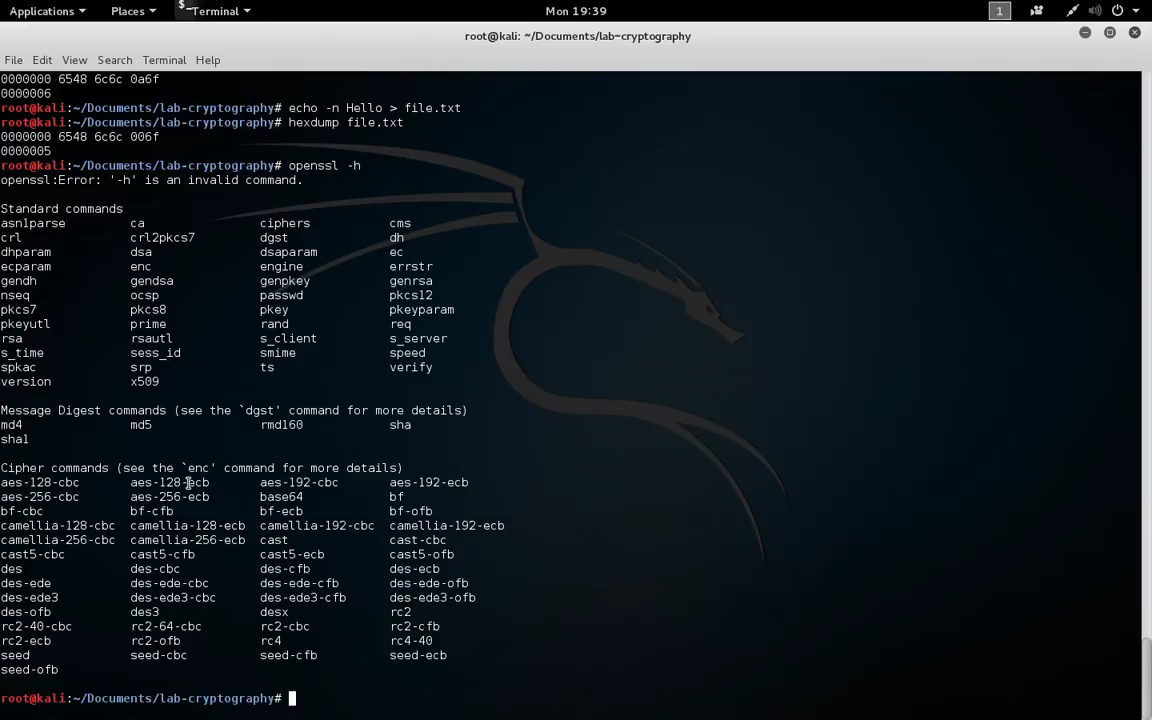 Applications Places Terminal Mon 19:39 1
root@kali: ~/Documents/lab-cryptography
File Edit View Search Terminal Help
0000000 6548 6c6c 0a6f
0000006
root@kali:~/Documents/lab-cryptography# echo -n Hello > file.txt
root@kali:~/Documents/lab-cryptography# hexdump file.txt
0000000 6548 6c6c 006f
0000005
root@kali:~/Documents/lab-cryptography# openssl -h
openssl:Error: '-h' is an invalid command.
Standard commands
asn1parse ca ciphers cms
crl crl2pkcs7 dgst dh
dhparam dsa dsaparam ec
ecparam enc engine errstr
gendh gendsa genpkey genrsa
nseq ocsp passwd pkcs12
pkcs7 pkcs8 pkey pkeyparam
pkeyutl prime rand req
rsa rsautl s_client s_server
s_time sess_id smime speed
spkac srp ts verify
version x509
Message Digest commands (see the `dgst' command for more details)
md4 md5 rmd160 sha
sha1
Cipher commands (see the `enc' command for more details)
aes-128-cbc aes-128-ecb aes-192-cbc aes-192-ecb
aes-256-cbc aes-256-ecb base64 bf
bf-cbc bf-cfb bf-ecb bf-ofb
camellia-128-cbc camellia-128-ecb camellia-192-cbc camellia-192-ecb
camellia-256-cbc camellia-256-ecb cast cast-cbc
cast5-cbc cast5-cfb cast5-ecb cast5-ofb
des des-cbc des-cfb des-ecb
des-ede des-ede-cbc des-ede-cfb des-ede-ofb
des-ede3 des-ede3-cbc des-ede3-cfb des-ede3-ofb
des-ofb des3 desx rc2
rc2-40-cbc rc2-64-cbc rc2-cbc rc2-cfb
rc2-ecb rc2-ofb rc4 rc4-40
seed seed-cbc seed-cfb seed-ecb
seed-ofb
root@kali:~/Documents/lab-cryptography#